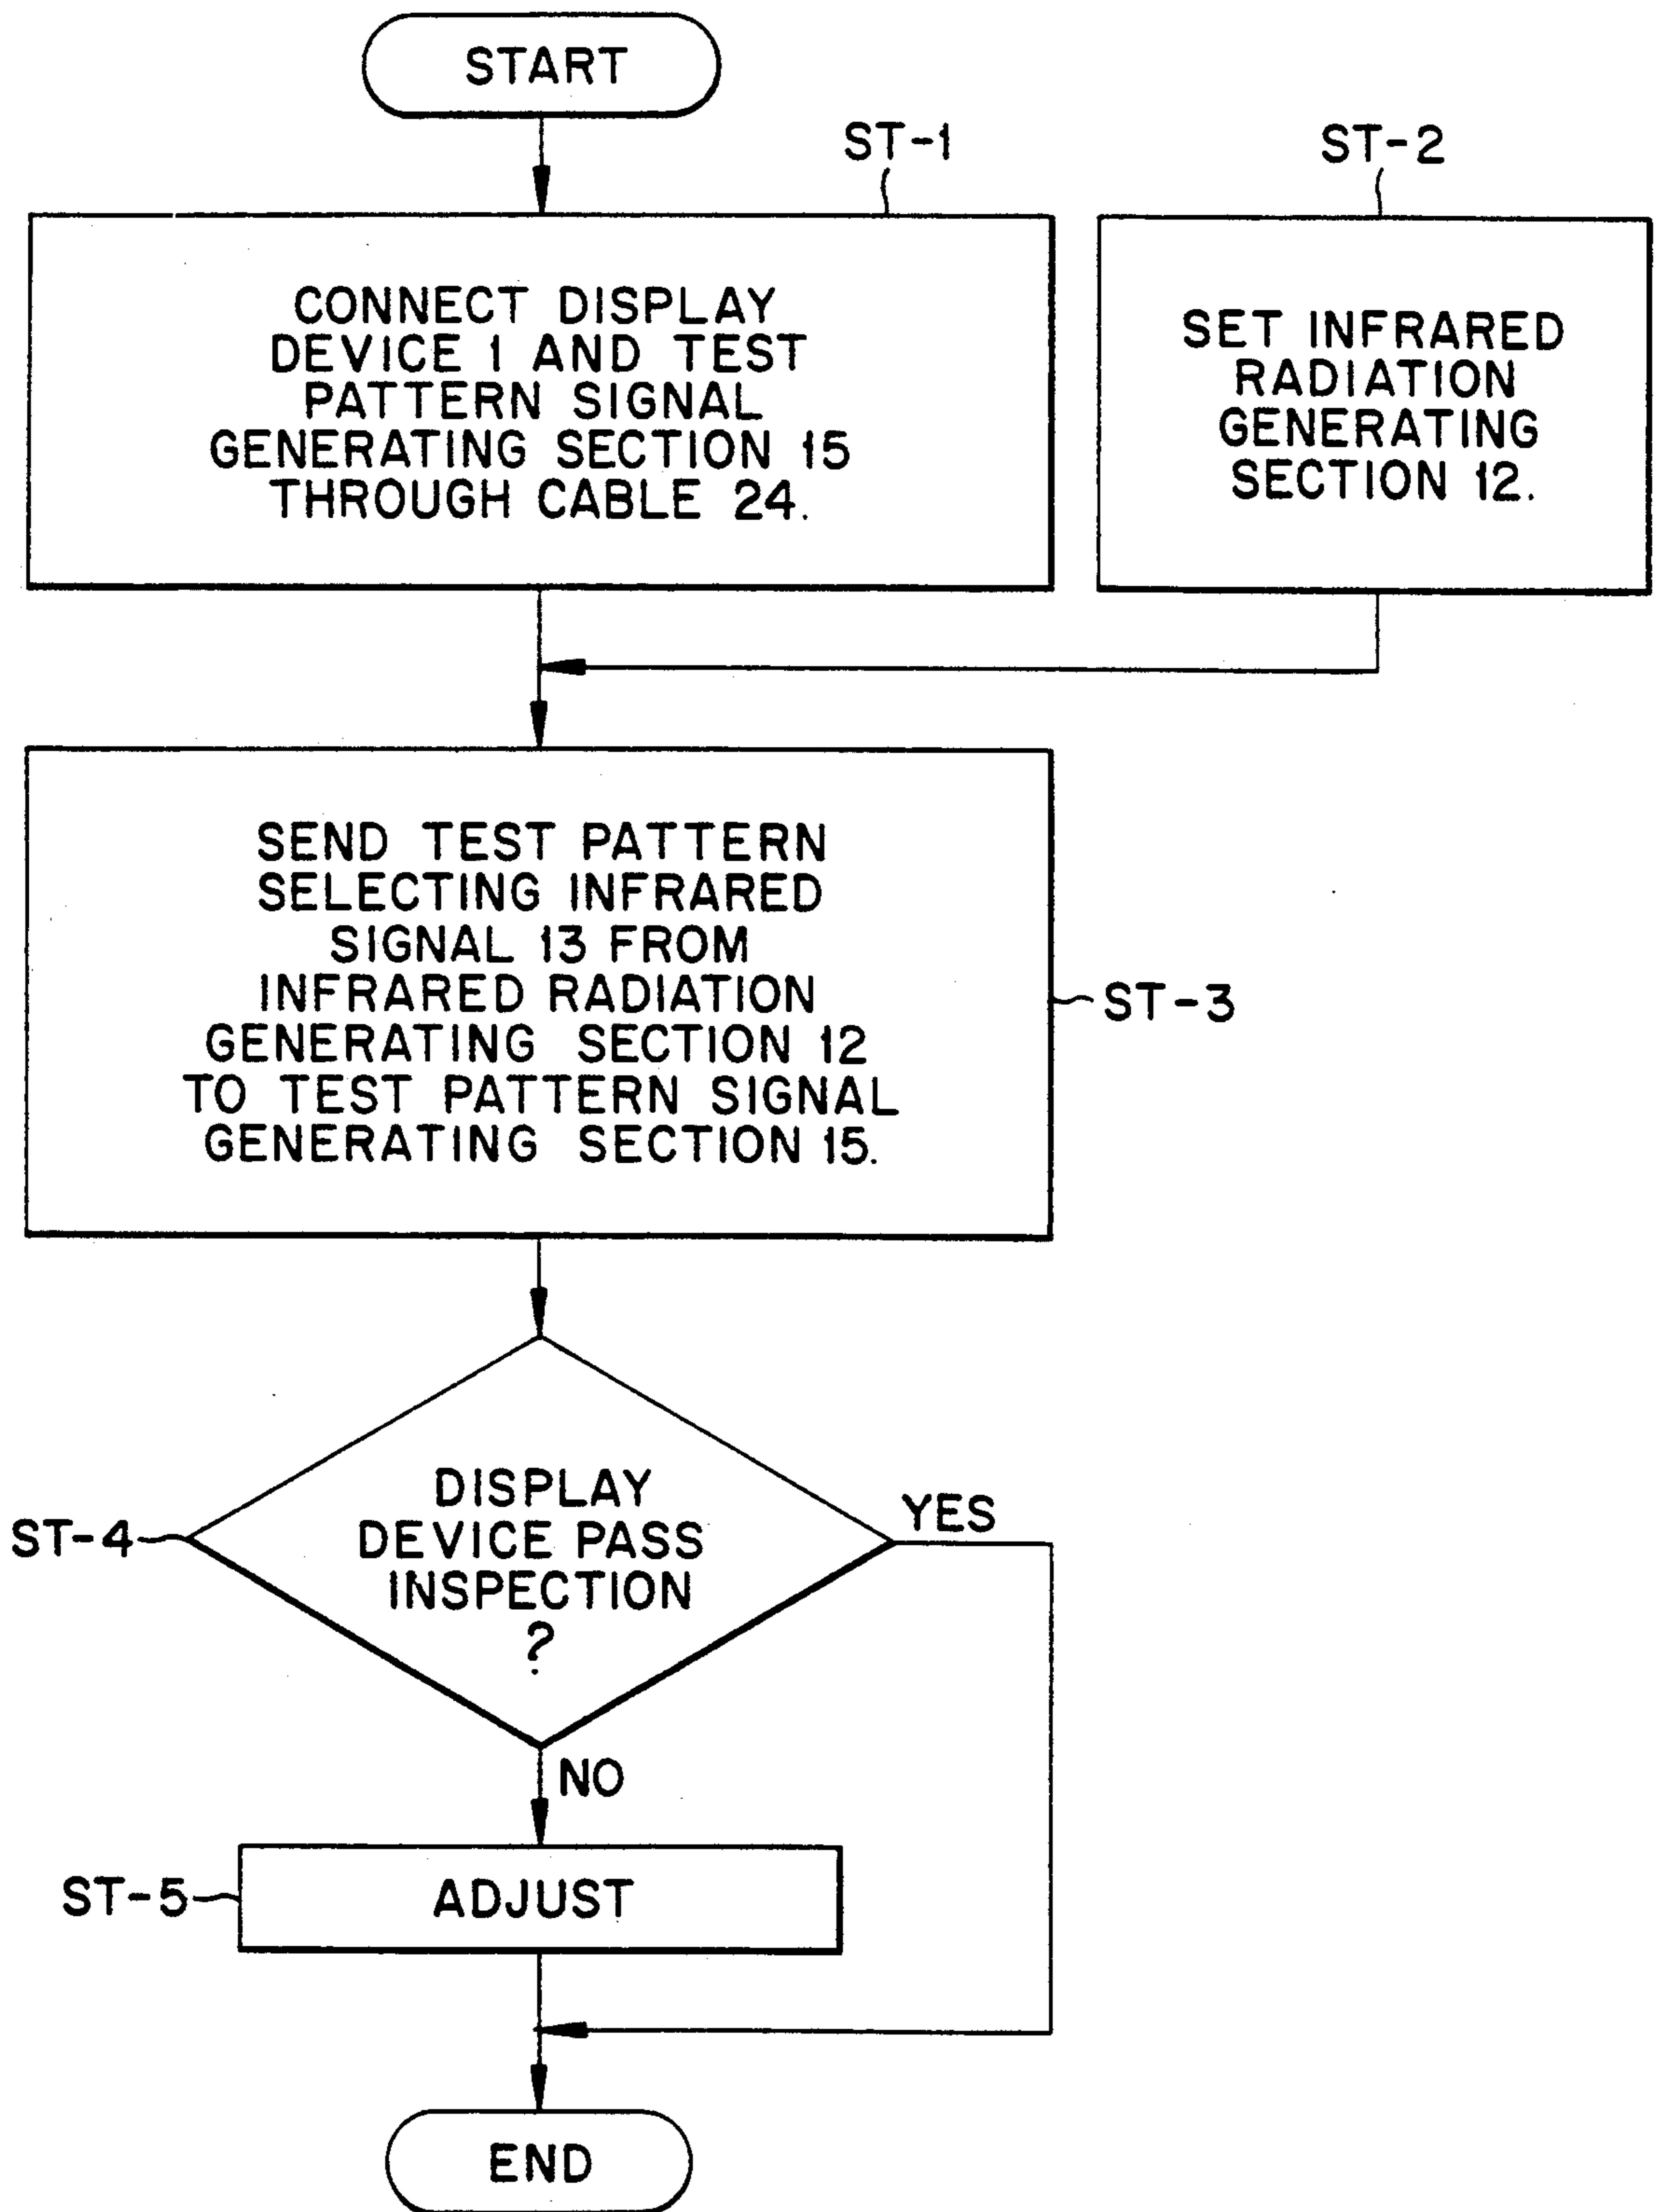 START
ST-1
CONNECT DISPLAY
DEVICE 1 AND TEST
PATTERN SIGNAL
GENERATING SECTION 15
THROUGH CABLE 24.
ST-2
SET INFRARED
RADIATION
GENERATING
SECTION 12.
SEND TEST PATTERN
SELECTING INFRARED
SIGNAL 13 FROM
INFRARED RADIATION
GENERATING SECTION 12
TO TEST PATTERN SIGNAL
GENERATING SECTION 15.
ST-3
ST-4
DISPLAY
DEVICE PASS
INSPECTION
?
YES
NO
ST-5
ADJUST
END